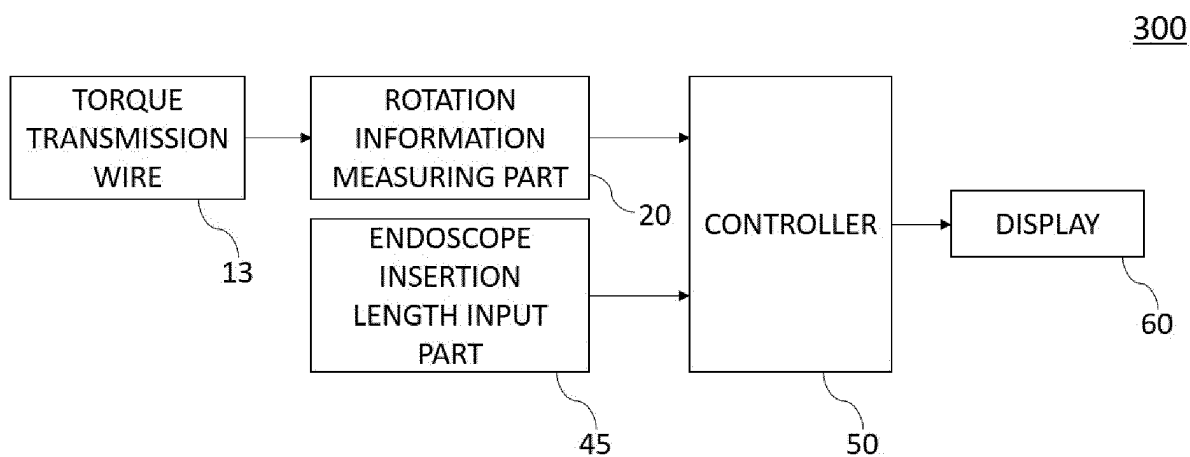 300
TORQUE
TRANSMISSION
WIRE
13
ROTATION
INFORMATION
MEASURING PART
20
ENDOSCOPE
INSERTION
LENGTH INPUT
PART
45
CONTROLLER
50
DISPLAY
60